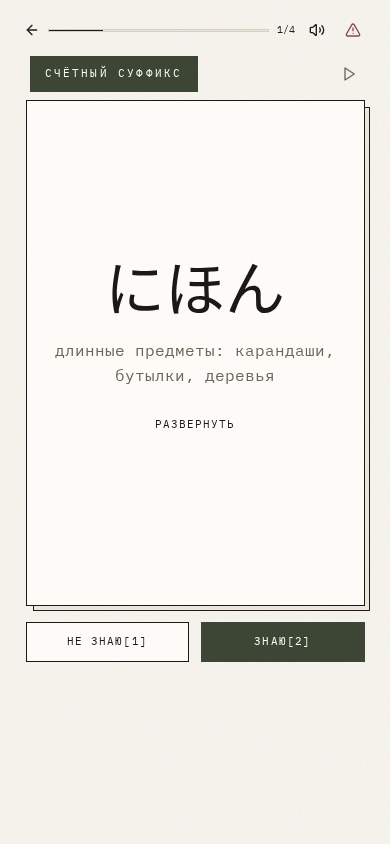 1/4
СЧЁТНЫЙ СУФФИКС
にほん
длинные предметы: карандаши,
бутылки, деревья
РАЗВЕРНУТЬ
НЕ ЗНАЮ[1]
ЗНАЮ[2]